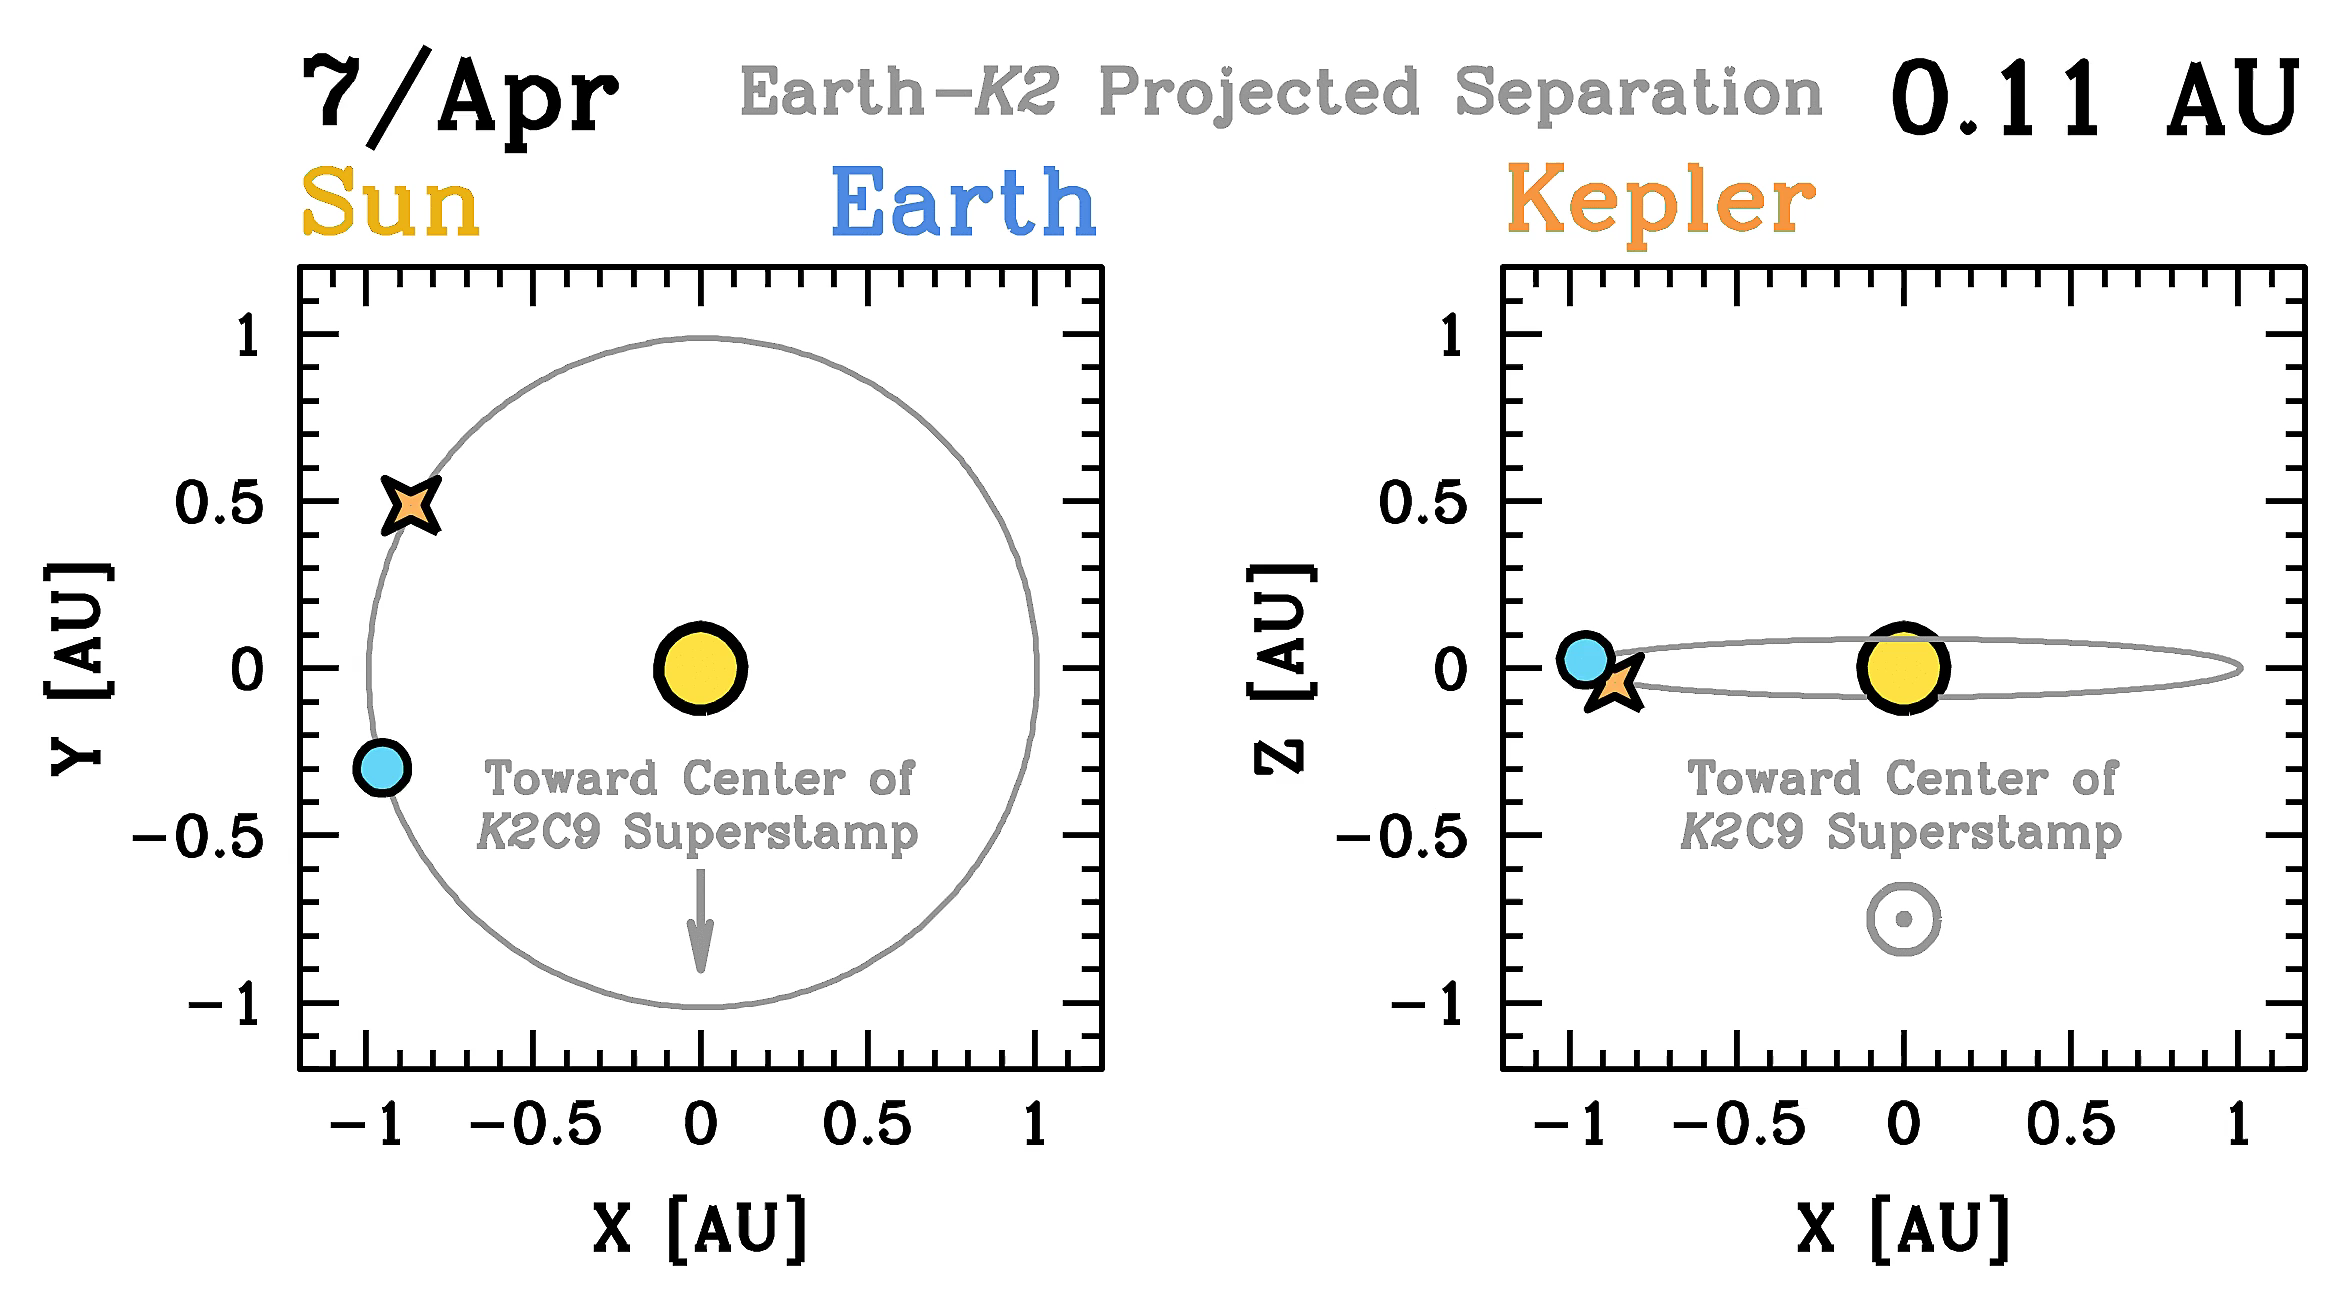 7/Apr Earth-K2 Projected Separation 0.11 AU
Sun Earth Kepler
1
0.5
0
-0.5
-1
Y [AU]
Toward Center of
K2C9 Superstamp
-1 -0.5 0 0.5 1
X [AU]
1
0.5
0
-0.5
-1
Z [AU]
Toward Center of
K2C9 Superstamp
-1 -0.5 0 0.5 1
X [AU]